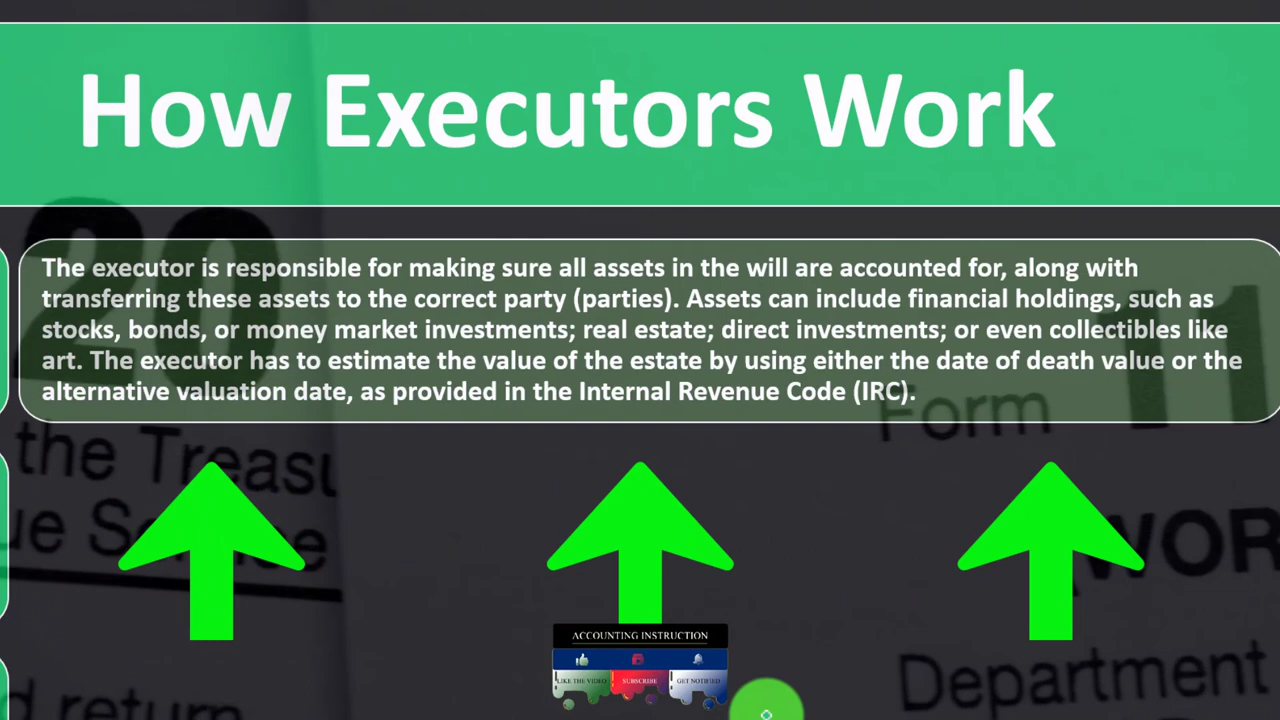 How Executors Work
The executor is responsible for making sure all assets in the will are accounted for, along with
transferring these assets to the correct party (parties). Assets can include financial holdings, such as
stocks, bonds, or money market investments; real estate; direct investments; or even collectibles like
art. The executor has to estimate the value of the estate by using either the date of death value or the
alternative valuation date, as provided in the Internal Revenue Code (IRC).
20
11
Form
the Treasu
ue Se
WOR
Department
d return
ACCOUNTING INSTRUCTION
LIKE THE VIDEO SUBSCRIBE GET NOTIFIED